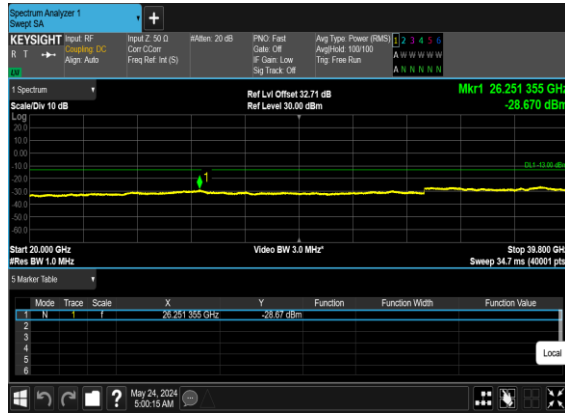 Spectrum Analyzer 1
Swept SA
+
KEYSIGHT Input: RF Input Z: 50 Ω #Atten: 20 dB PNO: Fast Avg Type: Power (RMS) 1 2 3 4 5 6
R T Coupling: DC Corr CCorr Gate: Off Avg|Hold: 100/100 A W W W W W
Align: Auto Freq Ref: Int (S) IF Gain: Low Trig: Free Run
LW Sig Track: Off A N N N N N
1 Spectrum Ref Lvl Offset 32.71 dB Mkr1 26.251 355 GHz
Scale/Div 10 dB Ref Level 30.00 dBm -28.670 dBm
Log
20.0
10.0
0.00
-10.0 DL1 -13.00 dBm
-20.0 1
-30.0
-40.0
-50.0
-60.0
Start 20.000 GHz Video BW 3.0 MHz* Stop 39.800 GHz
#Res BW 1.0 MHz Sweep 34.7 ms (40001 pts
5 Marker Table
Mode Trace Scale X Y Function Function Width Function Value
1 N 1 f 26.251 355 GHz -28.67 dBm
2
3
4
5
6
Local
? May 24, 2024
5:00:15 AM